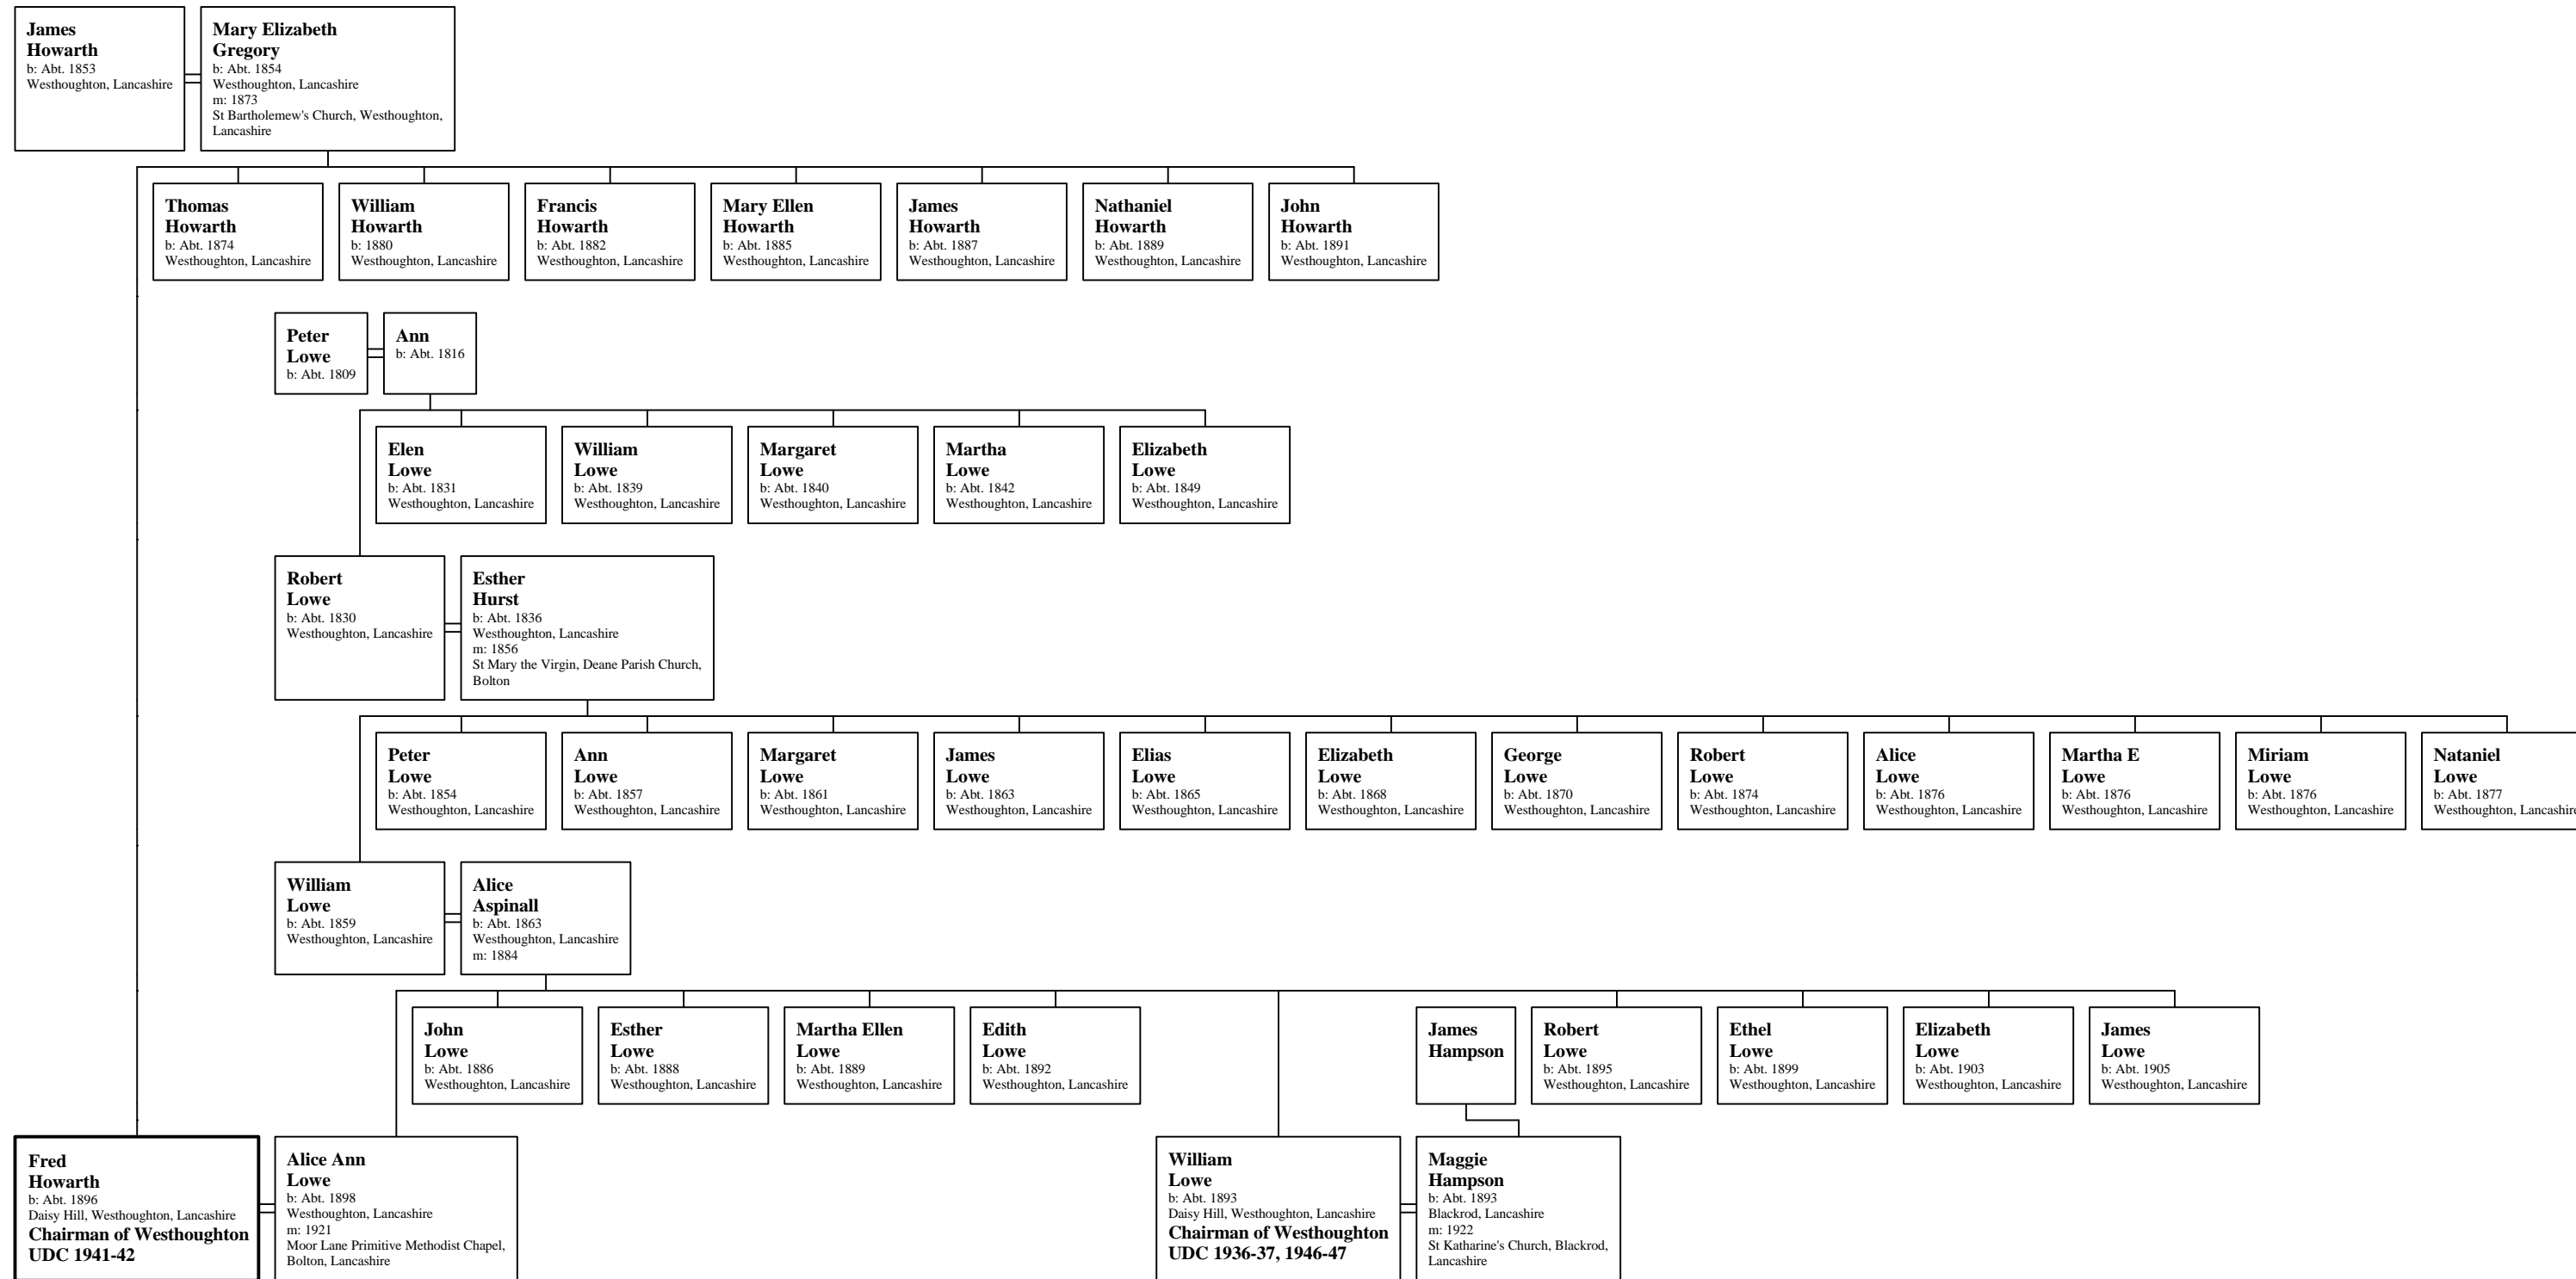 James
Howarth
b: Abt. 1853
Westhoughton, Lancashire
Mary Elizabeth
Gregory
b: Abt. 1854
Westhoughton, Lancashire
m: 1873
St Bartholemew's Church, Westhoughton,
Lancashire
Thomas
Howarth
b: Abt. 1874
Westhoughton, Lancashire
William
Howarth
b: 1880
Westhoughton, Lancashire
Francis
Howarth
b: Abt. 1882
Westhoughton, Lancashire
Mary Ellen
Howarth
b: Abt. 1885
Westhoughton, Lancashire
James
Howarth
b: Abt. 1887
Westhoughton, Lancashire
Nathaniel
Howarth
b: Abt. 1889
Westhoughton, Lancashire
John
Howarth
b: Abt. 1891
Westhoughton, Lancashire
Peter
Lowe
b: Abt. 1809
Ann
b: Abt. 1816
Elen
Lowe
b: Abt. 1831
Westhoughton, Lancashire
William
Lowe
b: Abt. 1839
Westhoughton, Lancashire
Margaret
Lowe
b: Abt. 1840
Westhoughton, Lancashire
Martha
Lowe
b: Abt. 1842
Westhoughton, Lancashire
Elizabeth
Lowe
b: Abt. 1849
Westhoughton, Lancashire
Robert
Lowe
b: Abt. 1830
Westhoughton, Lancashire
Esther
Hurst
b: Abt. 1836
Westhoughton, Lancashire
m: 1856
St Mary the Virgin, Deane Parish Church,
Bolton
Peter
Lowe
b: Abt. 1854
Westhoughton, Lancashire
Ann
Lowe
b: Abt. 1857
Westhoughton, Lancashire
Margaret
Lowe
b: Abt. 1861
Westhoughton, Lancashire
James
Lowe
b: Abt. 1863
Westhoughton, Lancashire
Elias
Lowe
b: Abt. 1865
Westhoughton, Lancashire
Elizabeth
Lowe
b: Abt. 1868
Westhoughton, Lancashire
George
Lowe
b: Abt. 1870
Westhoughton, Lancashire
Robert
Lowe
b: Abt. 1874
Westhoughton, Lancashire
Alice
Lowe
b: Abt. 1876
Westhoughton, Lancashire
Martha E
Lowe
b: Abt. 1876
Westhoughton, Lancashire
Miriam
Lowe
b: Abt. 1876
Westhoughton, Lancashire
Nataniel
Lowe
b: Abt. 1877
Westhoughton, Lancashire
William
Lowe
b: Abt. 1859
Westhoughton, Lancashire
Alice
Aspinall
b: Abt. 1863
Westhoughton, Lancashire
m: 1884
John
Lowe
b: Abt. 1886
Westhoughton, Lancashire
Esther
Lowe
b: Abt. 1888
Westhoughton, Lancashire
Martha Ellen
Lowe
b: Abt. 1889
Westhoughton, Lancashire
Edith
Lowe
b: Abt. 1892
Westhoughton, Lancashire
James
Hampson
Robert
Lowe
b: Abt. 1895
Westhoughton, Lancashire
Ethel
Lowe
b: Abt. 1899
Westhoughton, Lancashire
Elizabeth
Lowe
b: Abt. 1903
Westhoughton, Lancashire
James
Lowe
b: Abt. 1905
Westhoughton, Lancashire
Fred
Howarth
b: Abt. 1896
Daisy Hill, Westhoughton, Lancashire
Chairman of Westhoughton
UDC 1941-42
Alice Ann
Lowe
b: Abt. 1898
Westhoughton, Lancashire
m: 1921
Moor Lane Primitive Methodist Chapel,
Bolton, Lancashire
William
Lowe
b: Abt. 1893
Daisy Hill, Westhoughton, Lancashire
Chairman of Westhoughton
UDC 1936-37, 1946-47
Maggie
Hampson
b: Abt. 1893
Blackrod, Lancashire
m: 1922
St Katharine's Church, Blackrod,
Lancashire